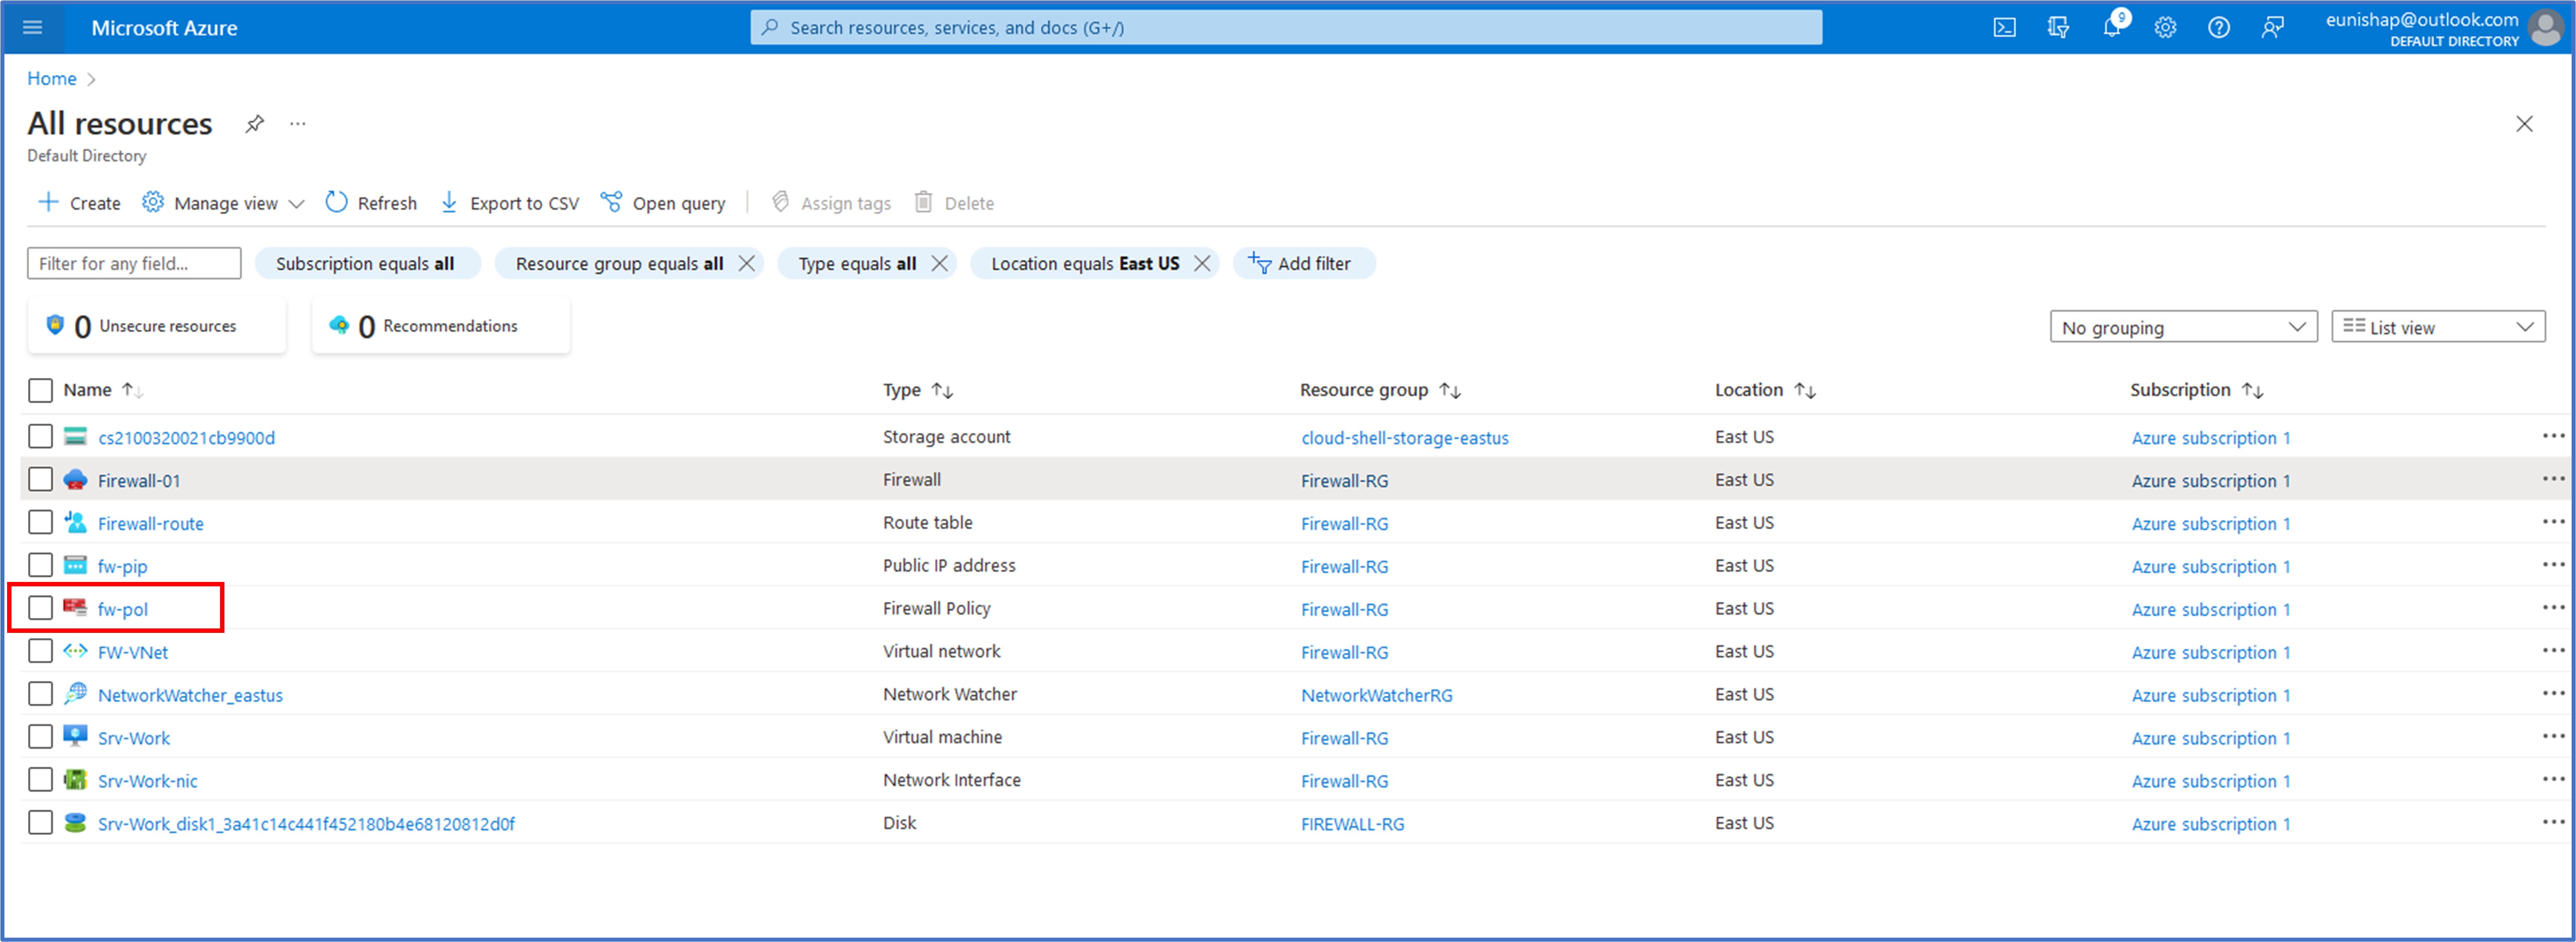 Microsoft Azure
Search resources, services, and docs (G+/)
9
eunishap@outlook.com
DEFAULT DIRECTORY
Home >
All resources ...
Default Directory
+ Create Manage view Refresh Export to CSV Open query Assign tags Delete
Filter for any field... Subscription equals all Resource group equals all Type equals all Location equals East US Add filter
0 Unsecure resources 0 Recommendations No grouping List view
Name Type Resource group Location Subscription
cs2100320021cb9900d Storage account cloud-shell-storage-eastus East US Azure subscription 1 ...
Firewall-01 Firewall Firewall-RG East US Azure subscription 1 ...
Firewall-route Route table Firewall-RG East US Azure subscription 1 ...
fw-pip Public IP address Firewall-RG East US Azure subscription 1 ...
fw-pol Firewall Policy Firewall-RG East US Azure subscription 1 ...
FW-VNet Virtual network Firewall-RG East US Azure subscription 1 ...
NetworkWatcher_eastus Network Watcher NetworkWatcherRG East US Azure subscription 1 ...
Srv-Work Virtual machine Firewall-RG East US Azure subscription 1 ...
Srv-Work-nic Network Interface Firewall-RG East US Azure subscription 1 ...
Srv-Work_disk1_3a41c14c441f452180b4e68120812d0f Disk FIREWALL-RG East US Azure subscription 1 ...